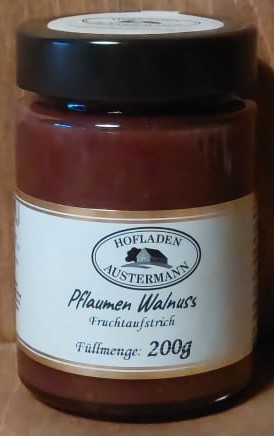 HOFLADEN
AUSTERMANN
Pflaumen Walnuss
Fruchtaufstrich
Füllmenge: 200g